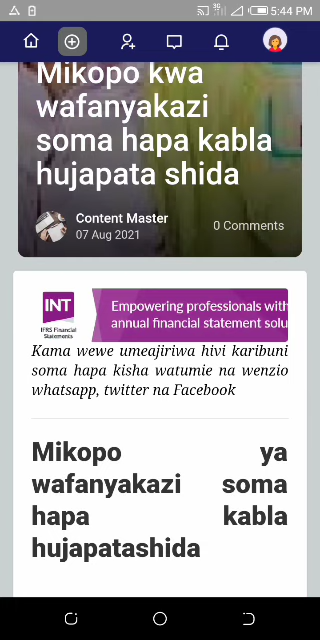 3G
5:44 PM
Mikopo kwa
wafanyakazi
soma hapa kabla
hujapata shida
Content Master
07 Aug 2021
0 Comments
INT
IFRS Financial
Statements
Empowering professionals with
annual financial statement solu
Kama wewe umeajiriwa hivi karibuni
soma hapa kisha watumie na wenzio
whatsapp, twitter na Facebook
Mikopo ya
wafanyakazi soma
hapa kabla
hujapatashida